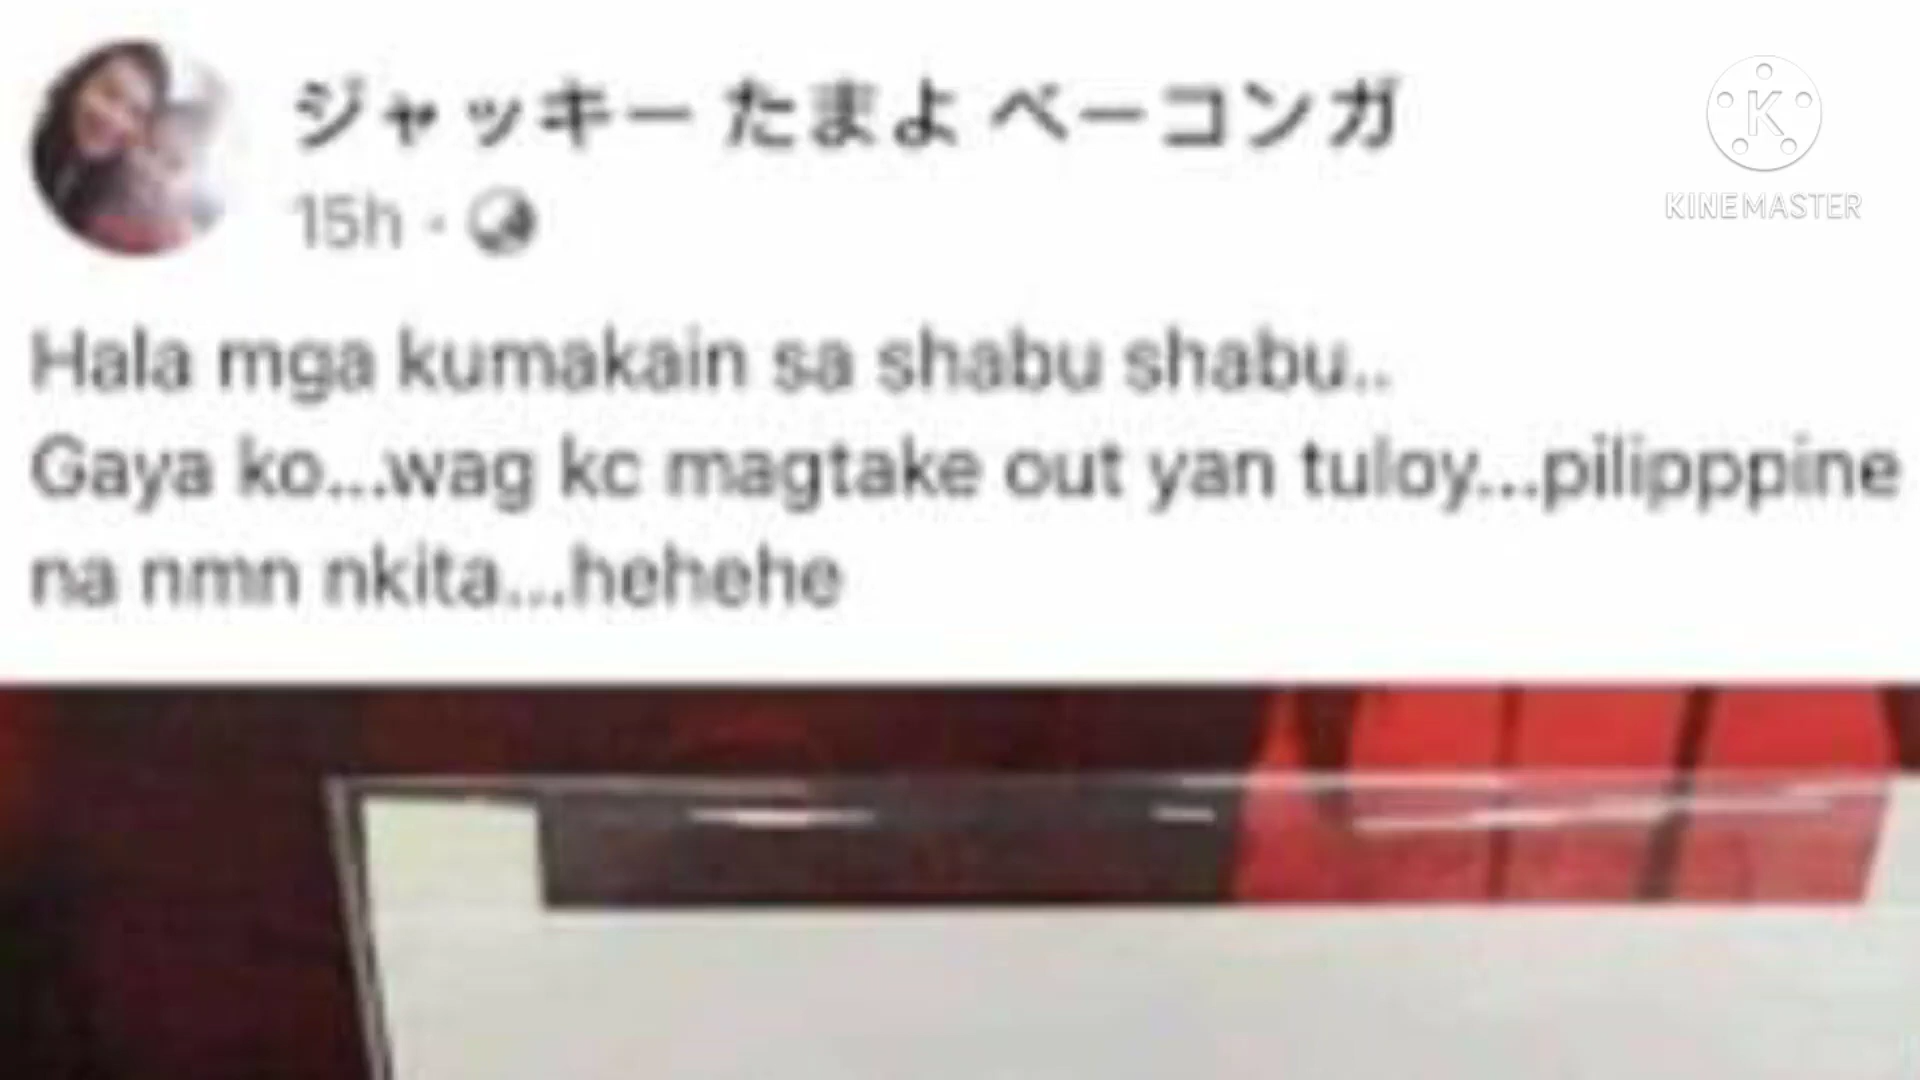 ジャッキー たまよ ベーコンガ
15h ·
Hala mga kumakain sa shabu shabu..
Gaya ko...wag kc magtake out yan tuloy...pilipppine
na nmn nkita...hehehe
K
KINEMASTER